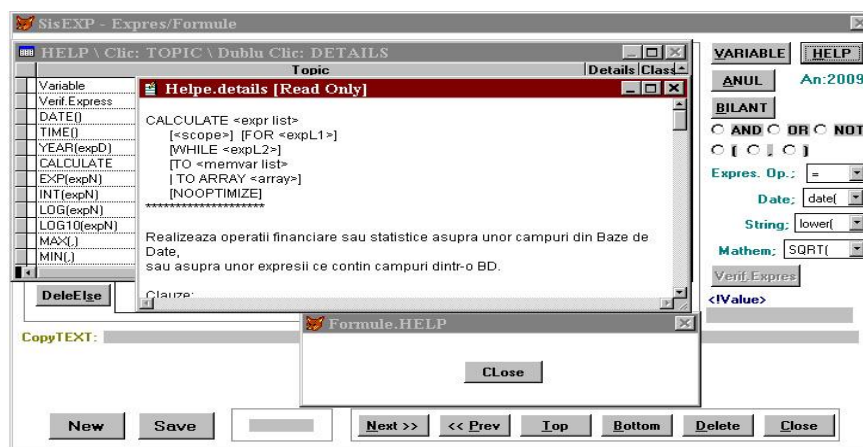 SisEXP - Expres/Formule
HELP \ Clic: TOPIC \ Dublu Clic: DETAILS
Topic
Details
Class
Variable
Verif.Express
DATE()
TIME()
YEAR(expD)
CALCULATE
EXP(expN)
INT(expN)
LOG(expN)
LOG10(expN)
MAX(,)
MIN(,)
Helpe.details [Read Only]
CALCULATE <expr list>
[<scope>] [FOR <expL1>]
[WHILE <expL2>]
[TO <memvar list>
| TO ARRAY <array>]
[NOOPTIMIZE]
********************
Realizeaza operatii financiare sau statistice asupra unor campuri din Baze de
Date,
sau asupra unor expresii ce contin campuri dintr-o BD.
Clauze:
VARIABLE
HELP
ANUL
An:2009
BILANT
AND OR NOT
( , )
Expres. Op.; =
Date; date(
String; lower(
Mathem; SQRT(
Verif.Expres
<!Value>
DeleElse
CopyTEXT:
Formule.HELP
CLose
New
Save
Next >>
<< Prev
Top
Bottom
Delete
Close